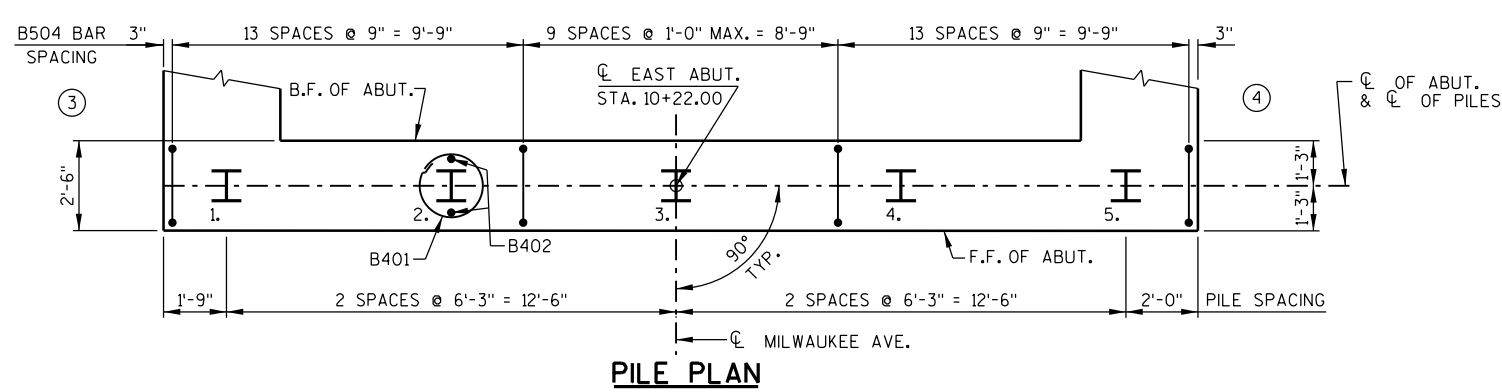 B504 BAR SPACING
3"
13 SPACES @ 9" = 9'-9"
9 SPACES @ 1'-0" MAX. = 8'-9"
13 SPACES @ 9" = 9'-9"
3"
℄ EAST ABUT.
STA. 10+22.00
℄ OF ABUT.
& ℄ OF PILES
3
B.F. OF ABUT.
4
2'-6"
1'-3"
1'-3"
1.
2.
3.
4.
5.
B401
B402
90°
TYP.
F.F. OF ABUT.
1'-9"
2 SPACES @ 6'-3" = 12'-6"
2 SPACES @ 6'-3" = 12'-6"
2'-0"
PILE SPACING
℄ MILWAUKEE AVE.
PILE PLAN